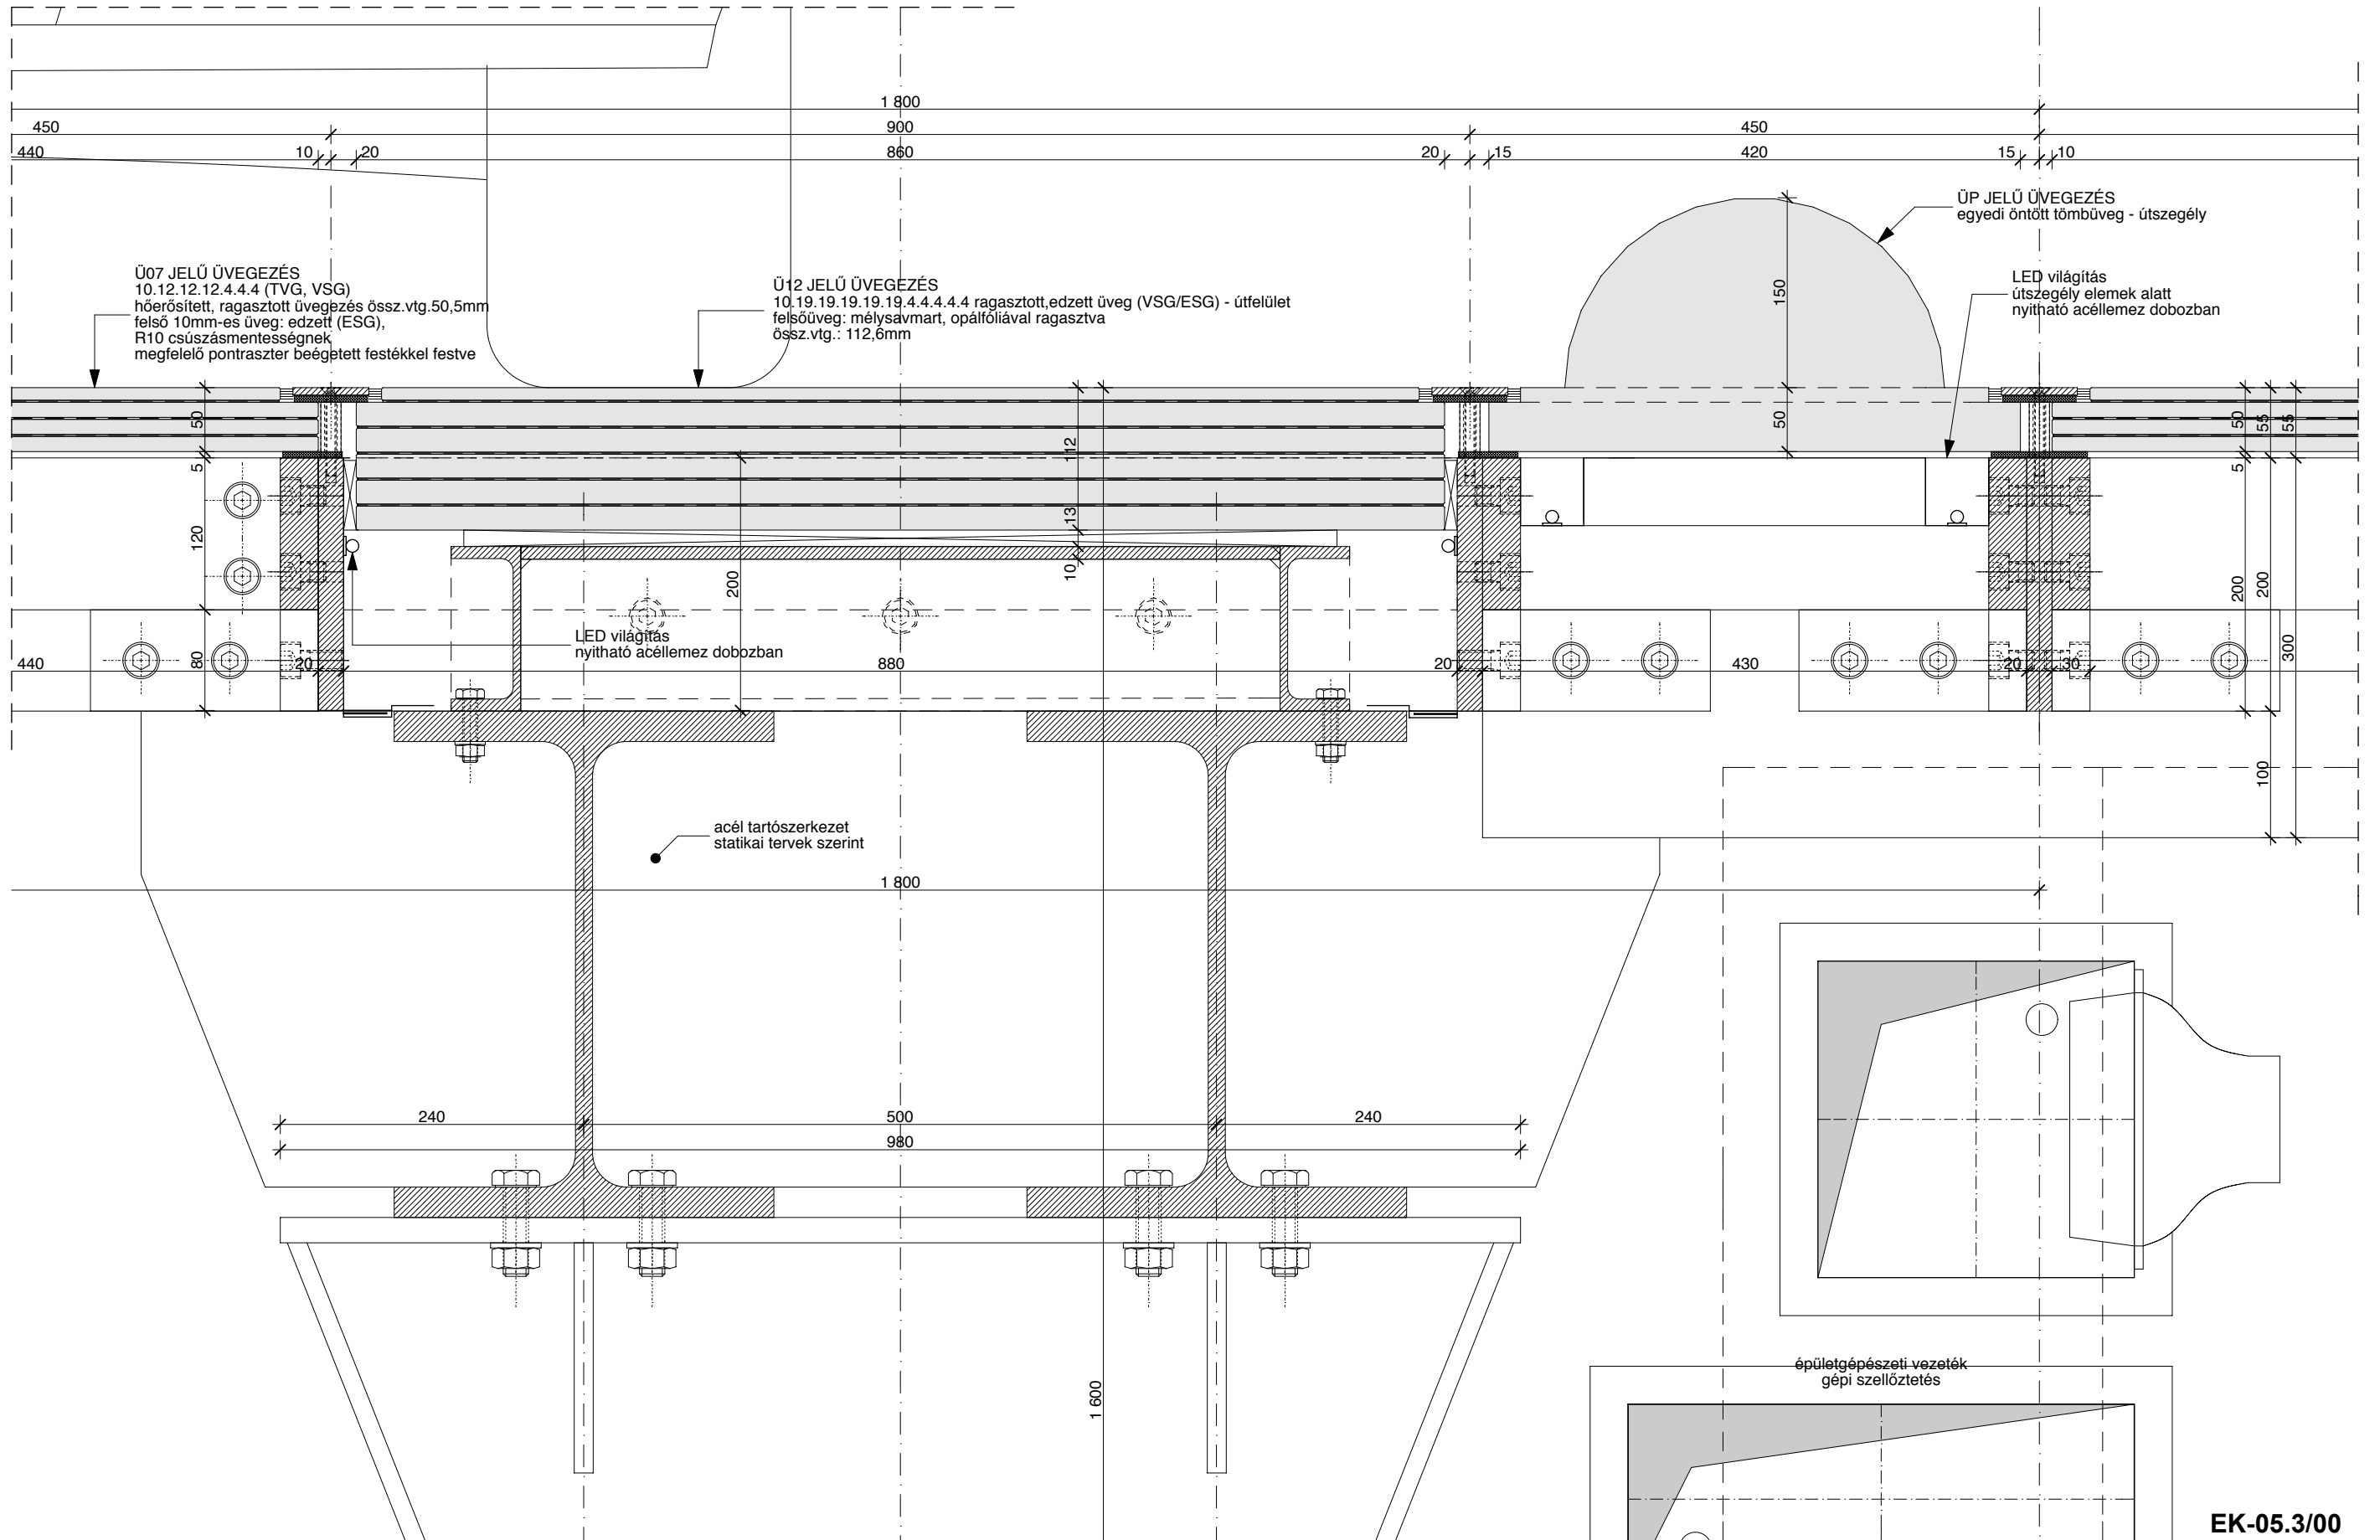 1 800
450
900
450
440
10
20
860
20
15
420
15
10
ÜP JELŰ ÜVEGEZÉS
egyedi öntött tömbüveg - útszegély
Ü07 JELŰ ÜVEGEZÉS
10.12.12.12.4.4.4 (TVG, VSG)
hőerősített, ragasztott üvegezés össz.vtg.50,5mm
felső 10mm-es üveg: edzett (ESG),
R10 csúszásmentességnek
megfelelő pontraszter beégetett festékkel festve
Ü12 JELŰ ÜVEGEZÉS
10.19.19.19.19.19.4.4.4.4.4 ragasztott,edzett üveg (VSG/ESG) - útfelület
felsőüveg: mélysavmart, opálfóliával ragasztva
össz.vtg.: 112,6mm
LED világítás
útszegély elemek alatt
nyitható acéllemez dobozban
150
50
50
112
50
55
55
5
5
13
120
10
200
200
200
LED világítás
nyitható acéllemez dobozban
300
440
80
20
880
20
430
20
30
100
acél tartószerkezet
statikai tervek szerint
1 800
240
500
240
980
1 600
épületgépészeti vezeték
gépi szellőztetés
EK-05.3/00